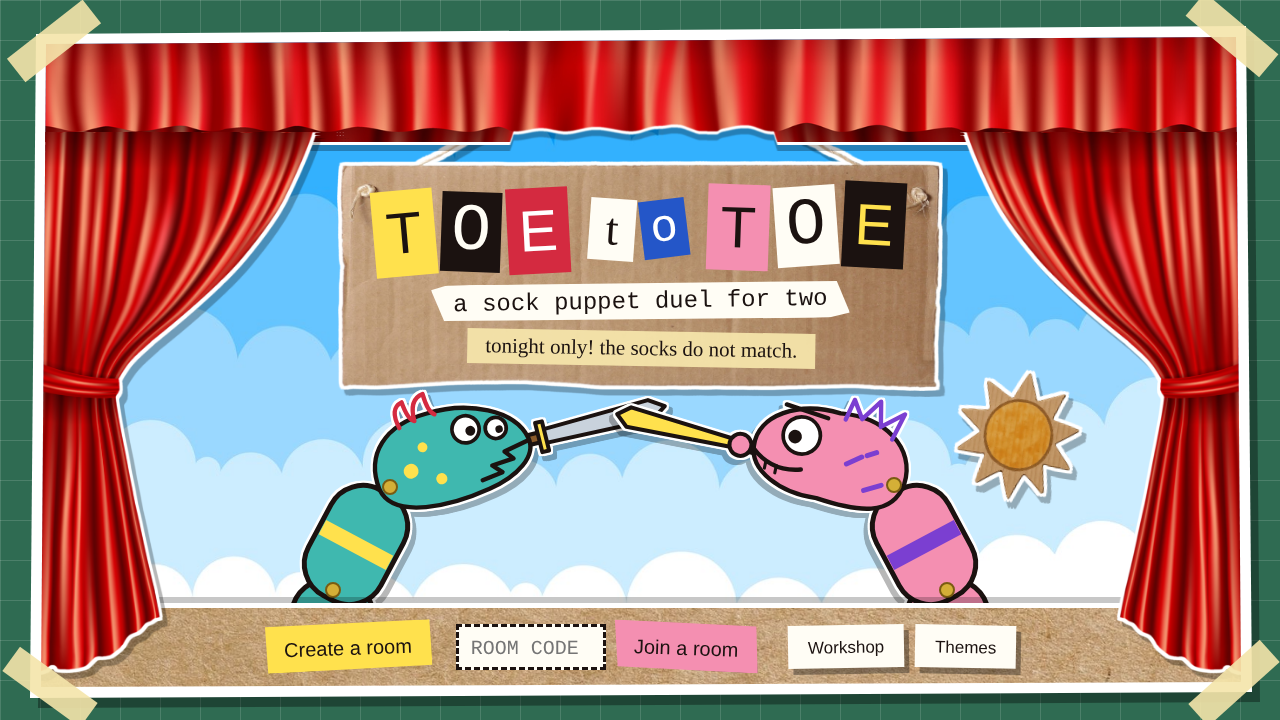 TOE to TOE
a sock puppet duel for two
tonight only! the socks do not match.
Create a room
ROOM CODE
Join a room
Workshop
Themes